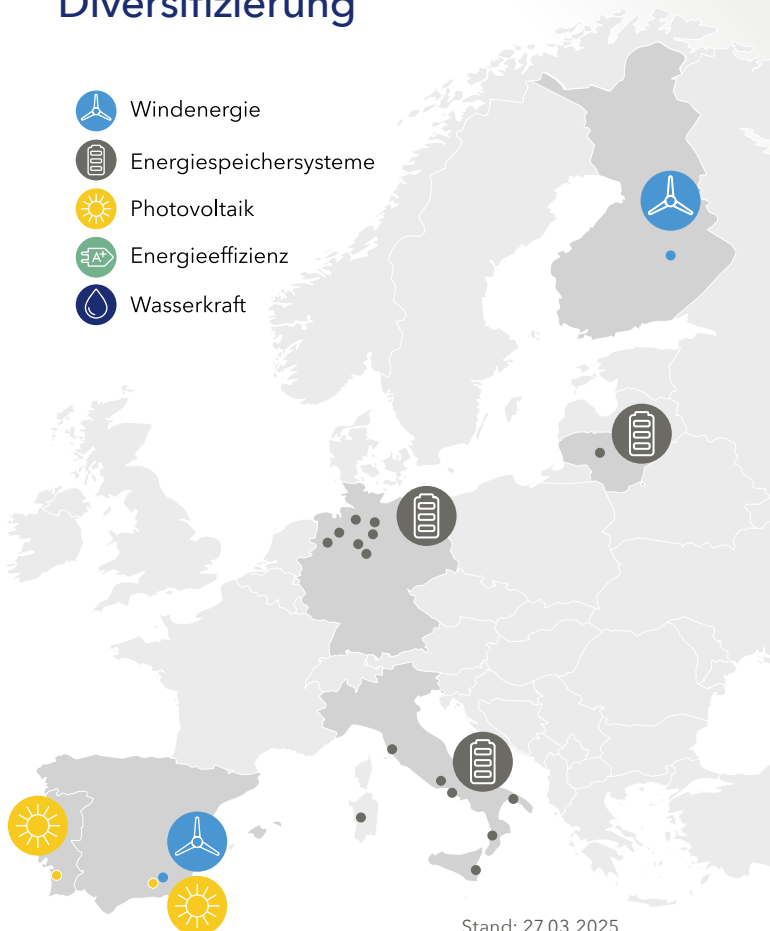 Diversifizierung
Windenergie
Energiespeichersysteme
Photovoltaik
A+
Energieeffizienz
Wasserkraft
Stand: 27.03.2025